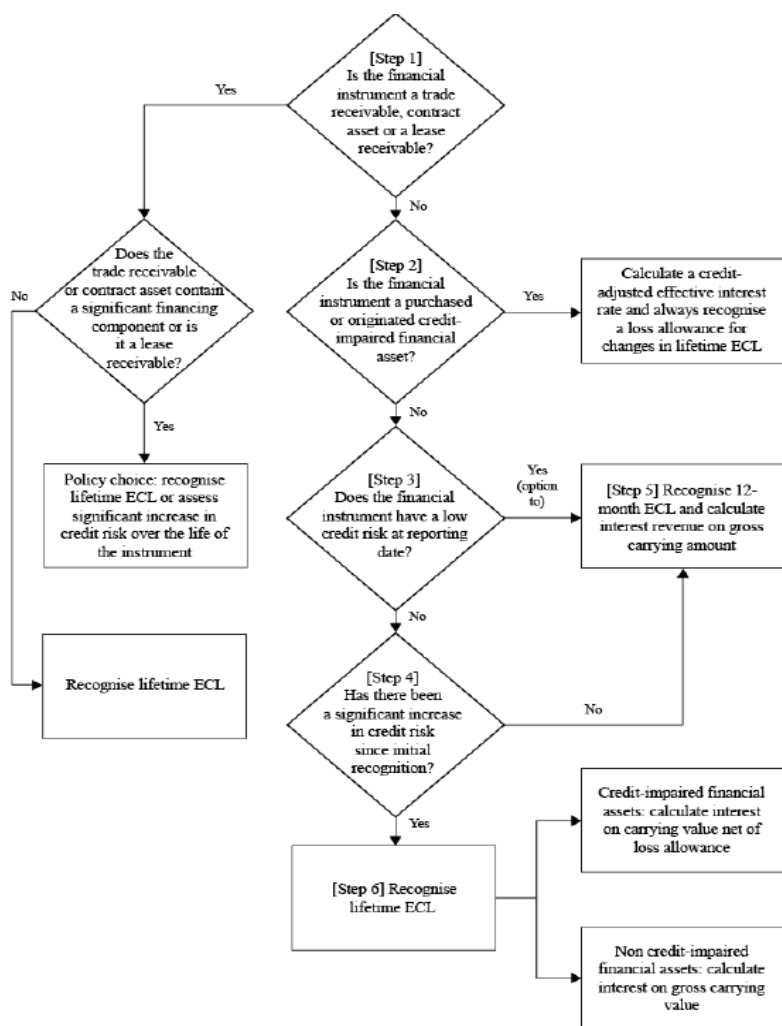 [Step 1]
Is the financial
instrument a trade
receivable, contract
asset or a lease
receivable?
Yes
No
Does the
trade receivable
or contract asset contain
a significant financing
component or is
it a lease
receivable?
No
Yes
[Step 2]
Is the financial
instrument a purchased
or originated credit-
impaired financial
asset?
Yes
No
Calculate a credit-
adjusted effective interest
rate and always recognise
a loss allowance for
changes in lifetime ECL
Policy choice: recognise
lifetime ECL or assess
significant increase in
credit risk over the life of
the instrument
[Step 3]
Does the financial
instrument have a low
credit risk at reporting
date?
Yes
(option
to)
No
[Step 5] Recognise 12-
month ECL and calculate
interest revenue on gross
carrying amount
Recognise lifetime ECL
[Step 4]
Has there been
a significant increase
in credit risk
since initial
recognition?
No
Yes
[Step 6] Recognise
lifetime ECL
Credit-impaired financial
assets: calculate interest
on carrying value net of
loss allowance
Non credit-impaired
financial assets: calculate
interest on gross carrying
value